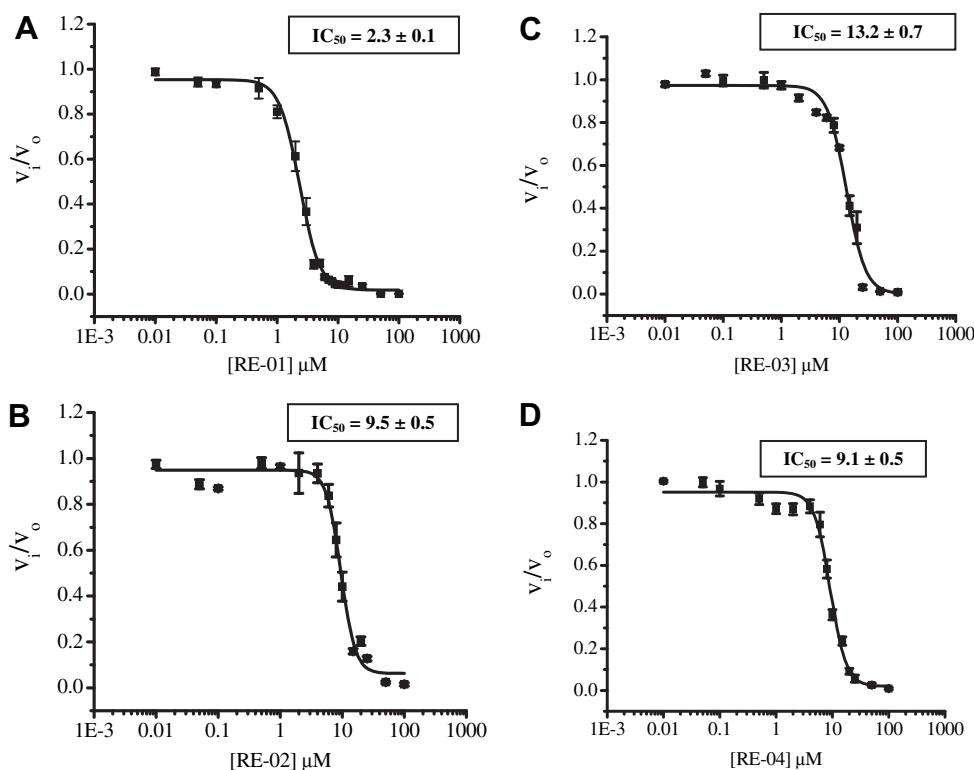 A
IC50 = 2.3 ± 0.1
1.2
1.0
0.8
0.6
0.4
0.2
0.0
vi/vo
1E-3 0.01 0.1 1 10 100 1000
[RE-01] μM
B
IC50 = 9.5 ± 0.5
1.2
1.0
0.8
0.6
0.4
0.2
0.0
vi/vo
1E-3 0.01 0.1 1 10 100 1000
[RE-02] μM
C
IC50 = 13.2 ± 0.7
1.2
1.0
0.8
0.6
0.4
0.2
0.0
vi/vo
1E-3 0.01 0.1 1 10 100 1000
[RE-03] μM
D
IC50 = 9.1 ± 0.5
1.2
1.0
0.8
0.6
0.4
0.2
0.0
vi/vo
1E-3 0.01 0.1 1 10 100 1000
[RE-04] μM